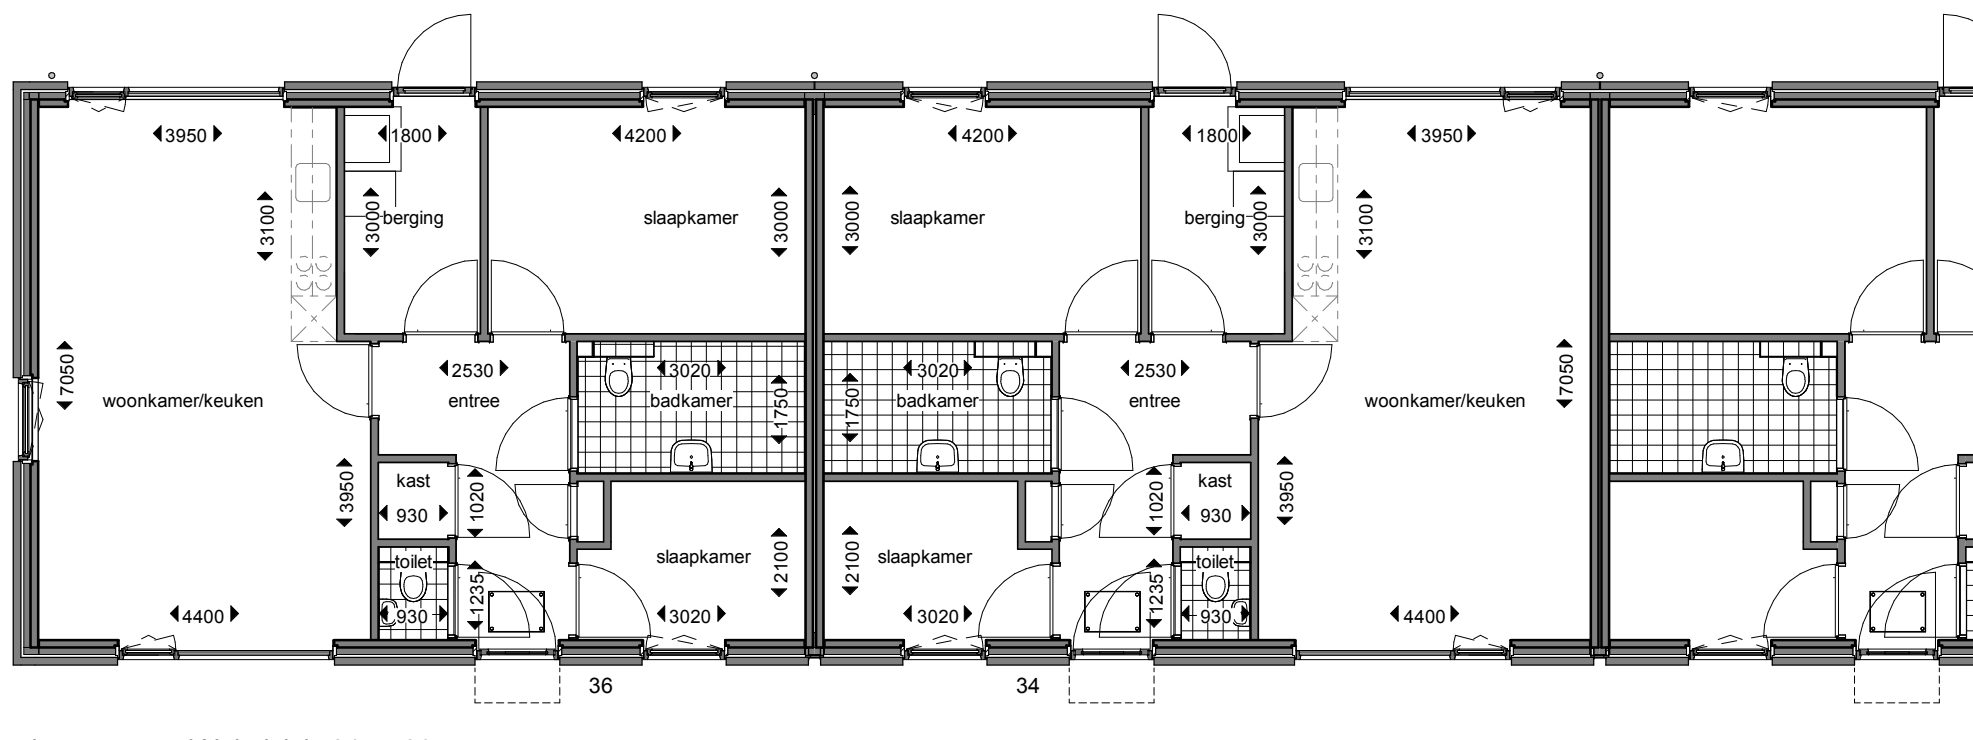 3950 1800 4200 4200 1800 3950
3100 3000 3000 3000 3000 3100
berging slaapkamer slaapkamer berging
7050 2530 3020 3020 2530 7050
woonkamer/keuken entree badkamer 1750 1750 badkamer entree woonkamer/keuken
3950 kast 1020 1020 kast 3950
930 930
toilet slaapkamer 2100 2100 slaapkamer toilet
4400 930 1235 3020 3020 1235 930 4400
36 34